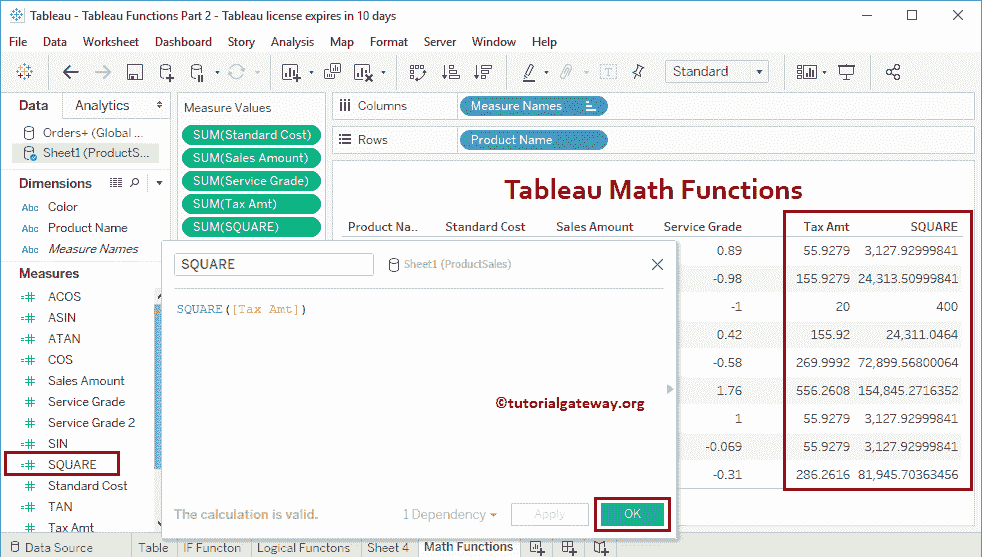 Tableau - Tableau Functions Part 2 - Tableau license expires in 10 days
File Data Worksheet Dashboard Story Analysis Map Format Server Window Help
Standard
Data Analytics
Orders+ (Global ...
Sheet1 (ProductS...
Dimensions
Abc Color
Abc Product Name
Abc Measure Names
Measures
ACOS
ASIN
ATAN
COS
Sales Amount
Service Grade
Service Grade 2
SIN
SQUARE
Standard Cost
TAN
Tax Amt
Measure Values
SUM(Standard Cost)
SUM(Sales Amount)
SUM(Service Grade)
SUM(Tax Amt)
SUM(SQUARE)
Columns Measure Names
Rows Product Name
Tableau Math Functions
Product Na.. Standard Cost Sales Amount Service Grade Tax Amt SQUARE
0.89 55.9279 3,127.92999841
-0.98 155.9279 24,313.50999841
-1 20 400
0.42 155.92 24,311.0464
-0.58 269.9992 72,899.56800064
1.76 556.2608 154,845.2716352
1 55.9279 3,127.92999841
-0.069 55.9279 3,127.92999841
-0.31 286.2616 81,945.70363456
SQUARE Sheet1 (ProductSales)
SQUARE([Tax Amt])
©tutorialgateway.org
The calculation is valid. 1 Dependency Apply OK
Data Source Table IF Functon Logical Functons Sheet 4 Math Functions